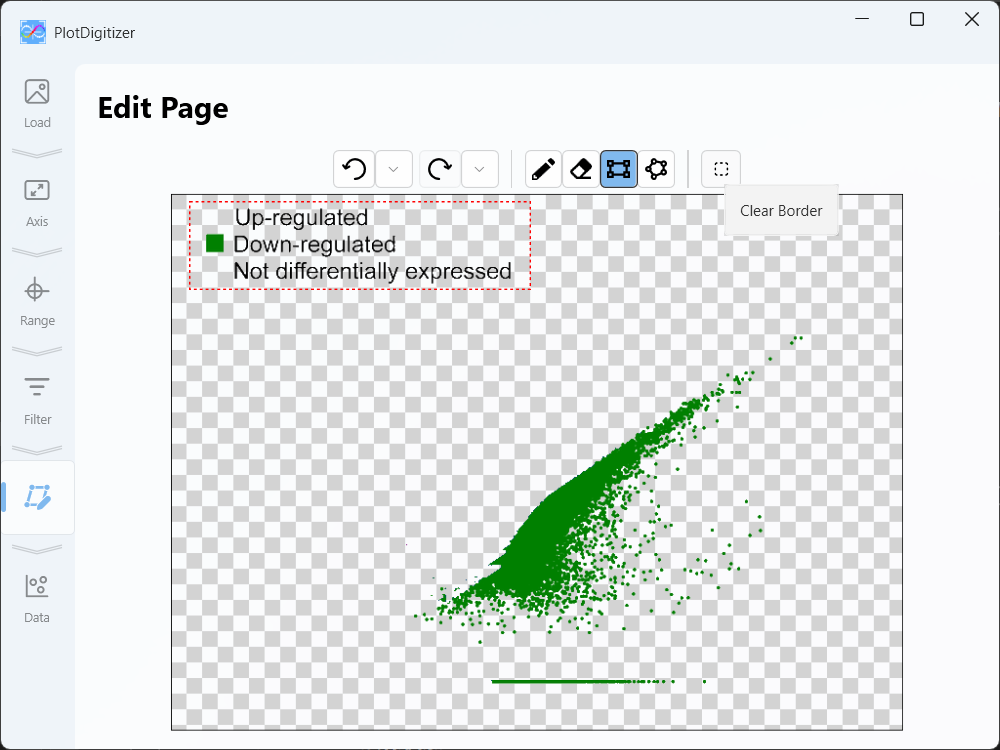 PlotDigitizer
Load
Axis
Range
Filter
Data
Edit Page
Clear Border
Up-regulated
Down-regulated
Not differentially expressed